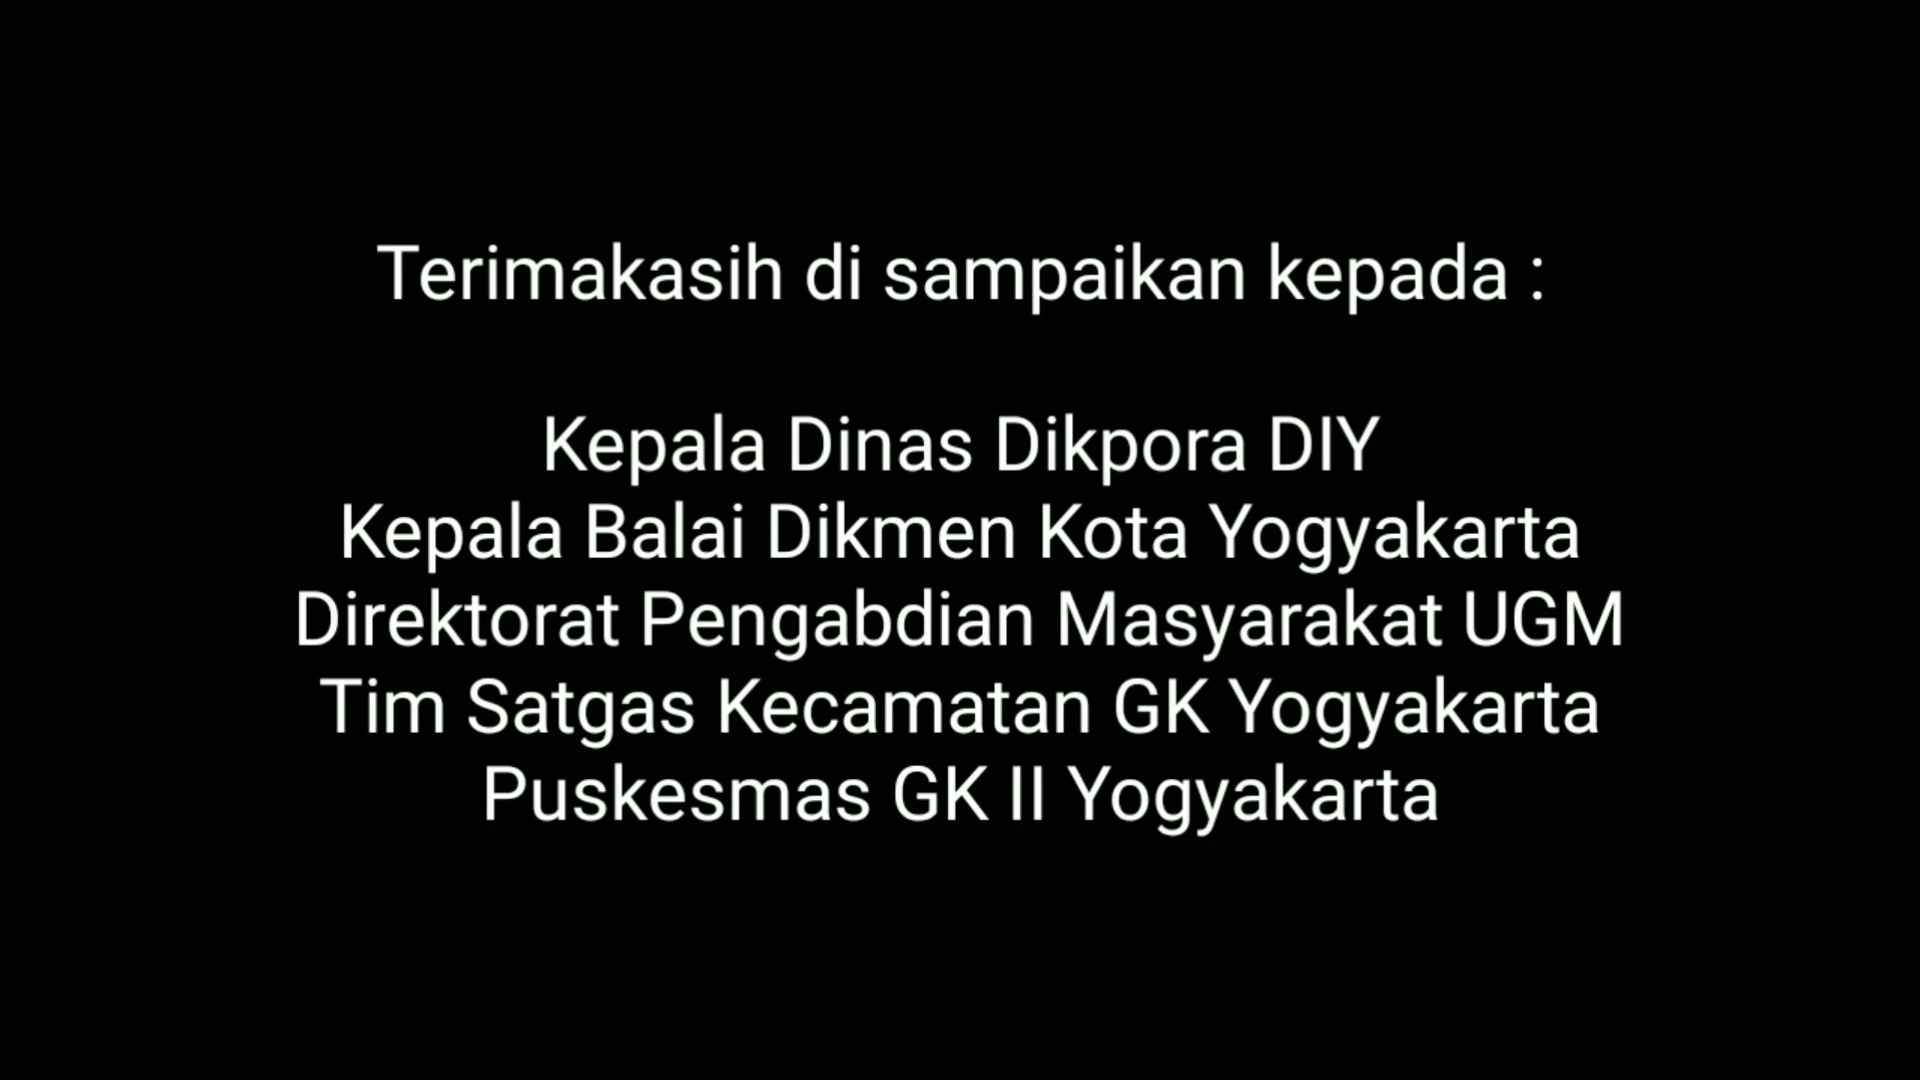 Terimakasih di sampaikan kepada :
Kepala Dinas Dikpora DIY
Kepala Balai Dikmen Kota Yogyakarta
Direktorat Pengabdian Masyarakat UGM
Tim Satgas Kecamatan GK Yogyakarta
Puskesmas GK II Yogyakarta